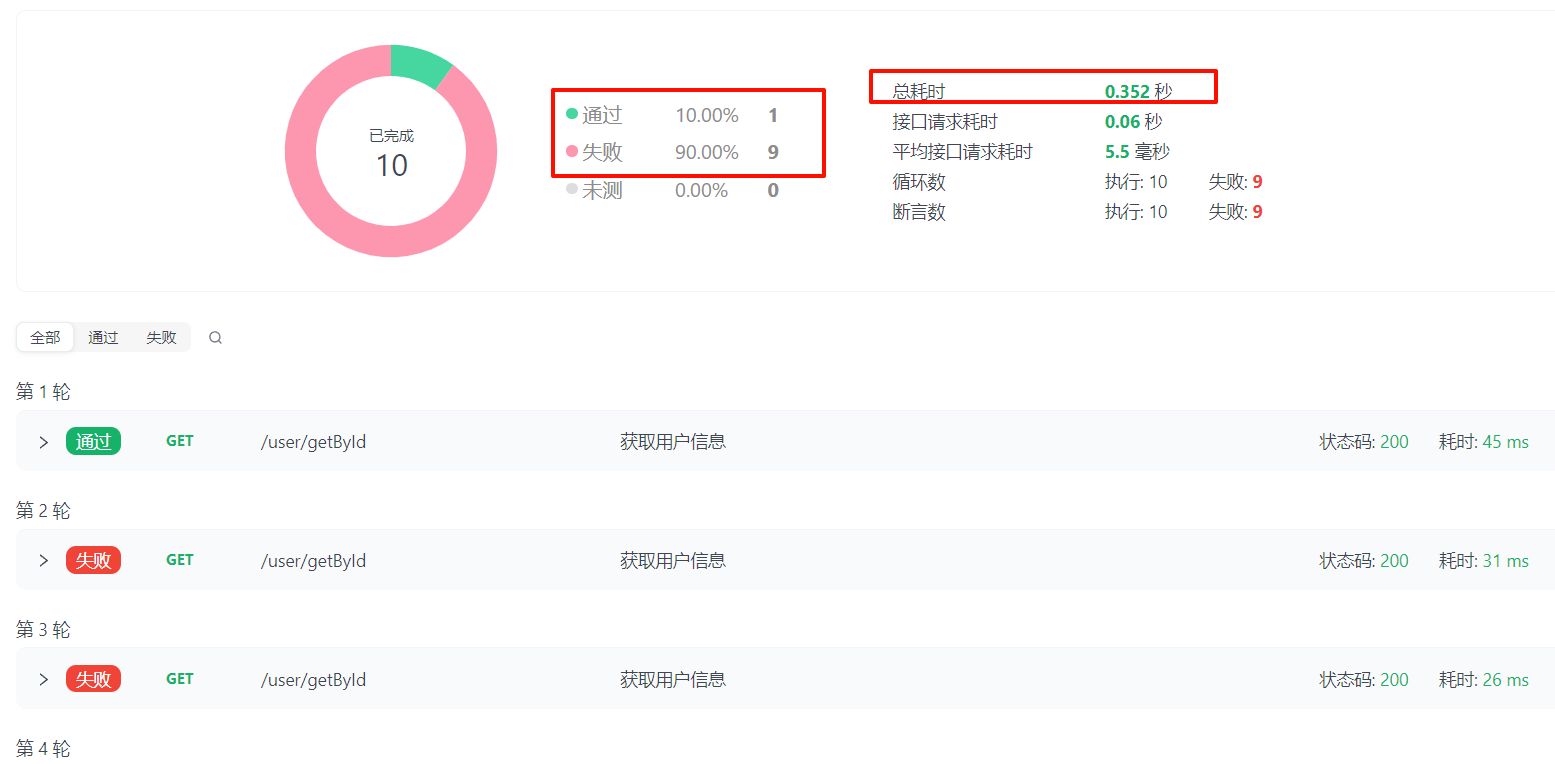 已完成
10
通过 10.00% 1
失败 90.00% 9
未测 0.00% 0
总耗时 0.352 秒
接口请求耗时 0.06 秒
平均接口请求耗时 5.5 毫秒
循环数 执行: 10 失败: 9
断言数 执行: 10 失败: 9
全部 通过 失败
第 1 轮
通过 GET /user/getById 获取用户信息 状态码: 200 耗时: 45 ms
第 2 轮
失败 GET /user/getById 获取用户信息 状态码: 200 耗时: 31 ms
第 3 轮
失败 GET /user/getById 获取用户信息 状态码: 200 耗时: 26 ms
第 4 轮